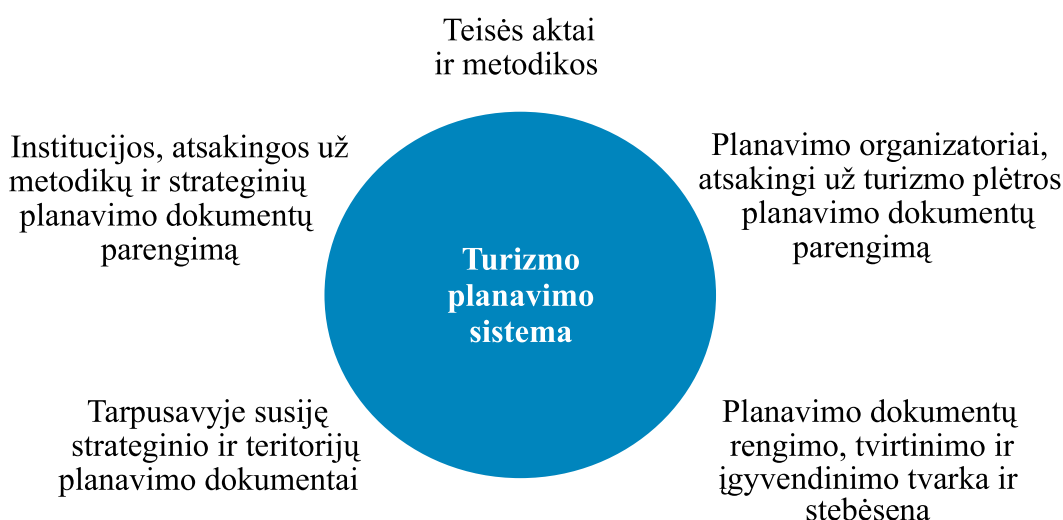 Teisės aktai
ir metodikos
Institucijos, atsakingos už
metodikų ir strateginių
planavimo dokumentų
parengimą
Planavimo organizatoriai,
atsakingi už turizmo plėtros
planavimo dokumentų
parengimą
Turizmo
planavimo
sistema
Tarpusavyje susiję
strateginio ir teritorijų
planavimo dokumentai
Planavimo dokumentų
rengimo, tvirtinimo ir
įgyvendinimo tvarka ir
stebėsena